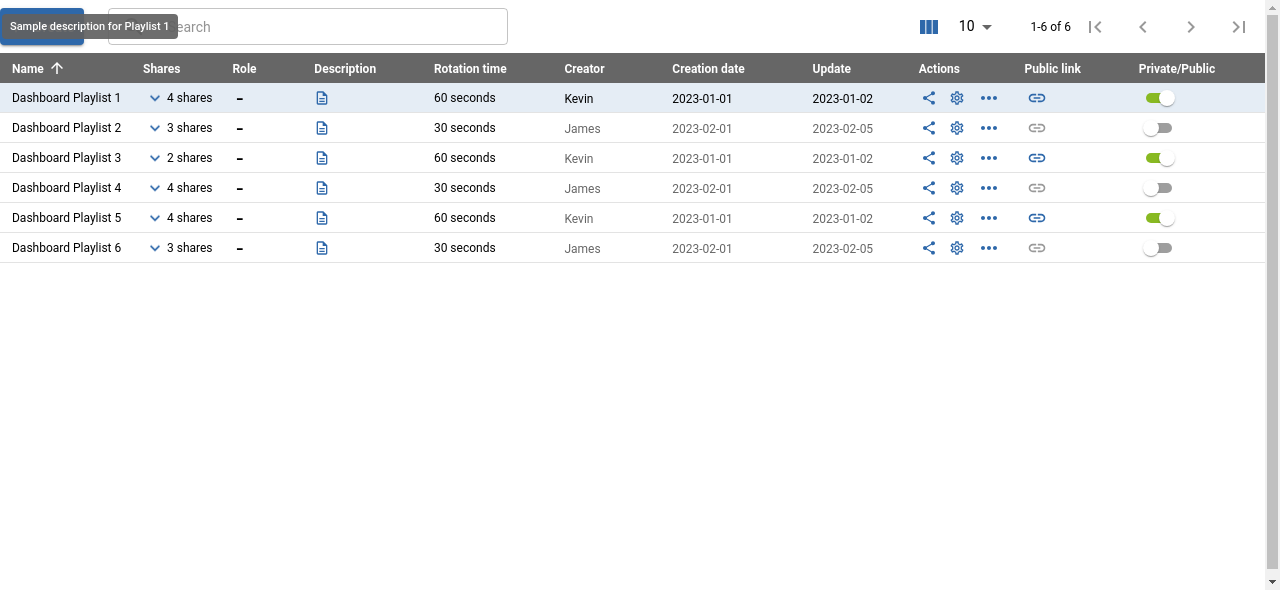 Sample description for Playlist 1
earch
10
1-6 of 6
Name Shares Role Description Rotation time Creator Creation date Update Actions Public link Private/Public
Dashboard Playlist 1 4 shares – 60 seconds Kevin 2023-01-01 2023-01-02
Dashboard Playlist 2 3 shares – 30 seconds James 2023-02-01 2023-02-05
Dashboard Playlist 3 2 shares – 60 seconds Kevin 2023-01-01 2023-01-02
Dashboard Playlist 4 4 shares – 30 seconds James 2023-02-01 2023-02-05
Dashboard Playlist 5 4 shares – 60 seconds Kevin 2023-01-01 2023-01-02
Dashboard Playlist 6 3 shares – 30 seconds James 2023-02-01 2023-02-05